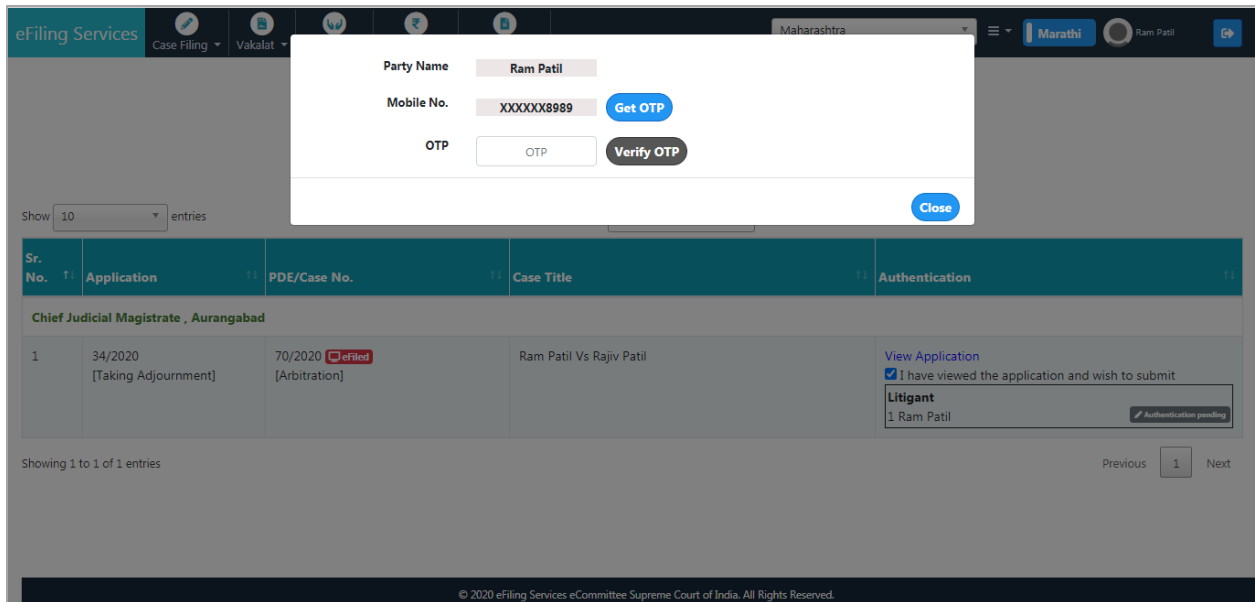 eFiling Services
Case Filing
Vakalat
Maharashtra
Marathi
Ram Patil
Party Name
Ram Patil
Mobile No.
XXXXXX8989
Get OTP
OTP
OTP
Verify OTP
Close
Show 10 entries
Sr. No.
Application
PDE/Case No.
Case Title
Authentication
Chief Judicial Magistrate , Aurangabad
1
34/2020
[Taking Adjournment]
70/2020 eFiled
[Arbitration]
Ram Patil Vs Rajiv Patil
View Application
I have viewed the application and wish to submit
Litigant
1 Ram Patil
Authentication pending
Showing 1 to 1 of 1 entries
Previous 1 Next
© 2020 eFiling Services eCommittee Supreme Court of India. All Rights Reserved.